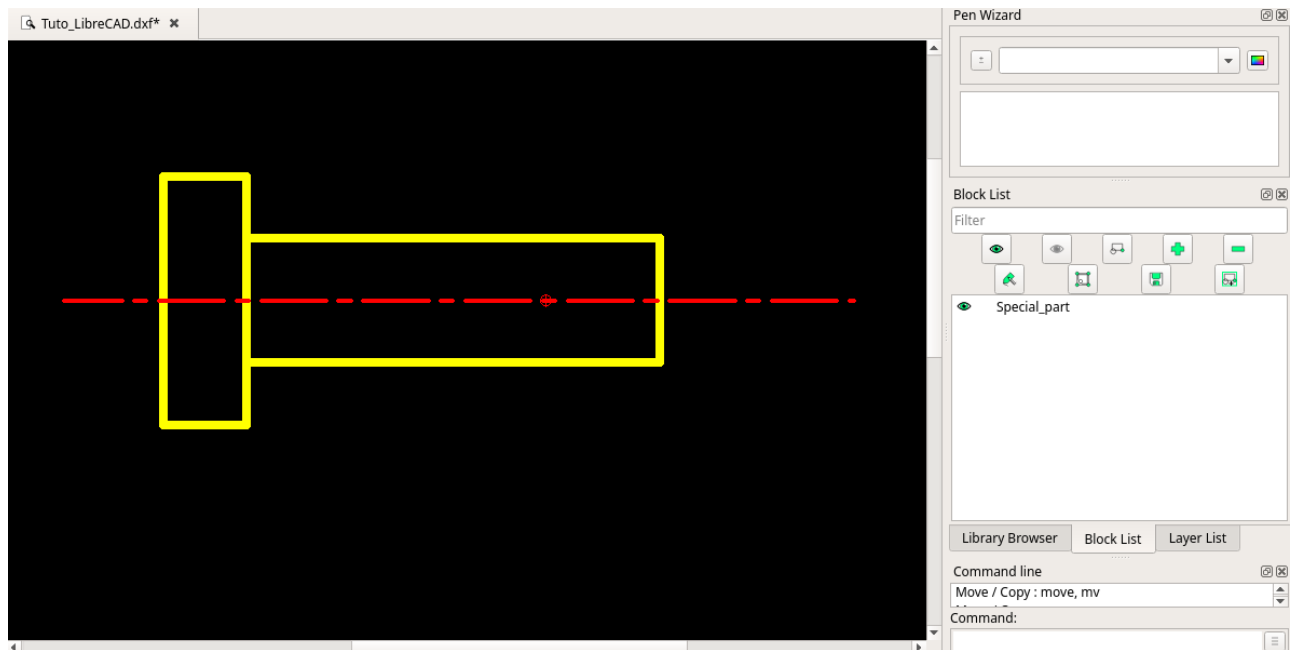 Tuto_LibreCAD.dxf*
Pen Wizard
Block List
Filter
Special_part
Library Browser
Block List
Layer List
Command line
Move / Copy : move, mv
Command: